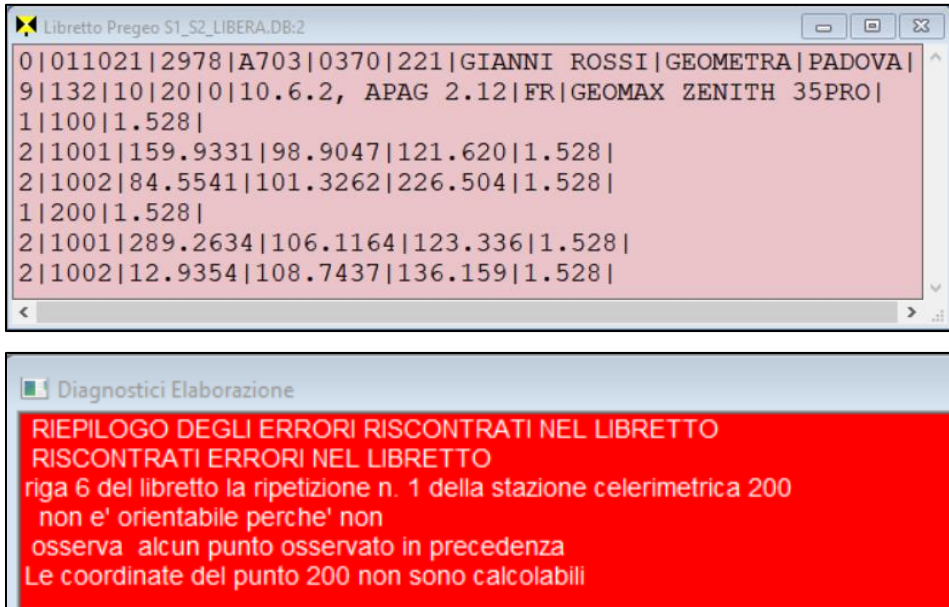 Libretto Pregeo S1_S2_LIBERA.DB:2
0|011021|2978|A703|0370|221|GIANNI ROSSI|GEOMETRA|PADOVA|
9|132|10|20|0|10.6.2, APAG 2.12|FR|GEOMAX ZENITH 35PRO|
1|100|1.528|
2|1001|159.9331|98.9047|121.620|1.528|
2|1002|84.5541|101.3262|226.504|1.528|
1|200|1.528|
2|1001|289.2634|106.1164|123.336|1.528|
2|1002|12.9354|108.7437|136.159|1.528|
Diagnostici Elaborazione
RIEPILOGO DEGLI ERRORI RISCONTRATI NEL LIBRETTO
RISCONTRATI ERRORI NEL LIBRETTO
riga 6 del libretto la ripetizione n. 1 della stazione celerimetrica 200
non e' orientabile perche' non
osserva alcun punto osservato in precedenza
Le coordinate del punto 200 non sono calcolabili